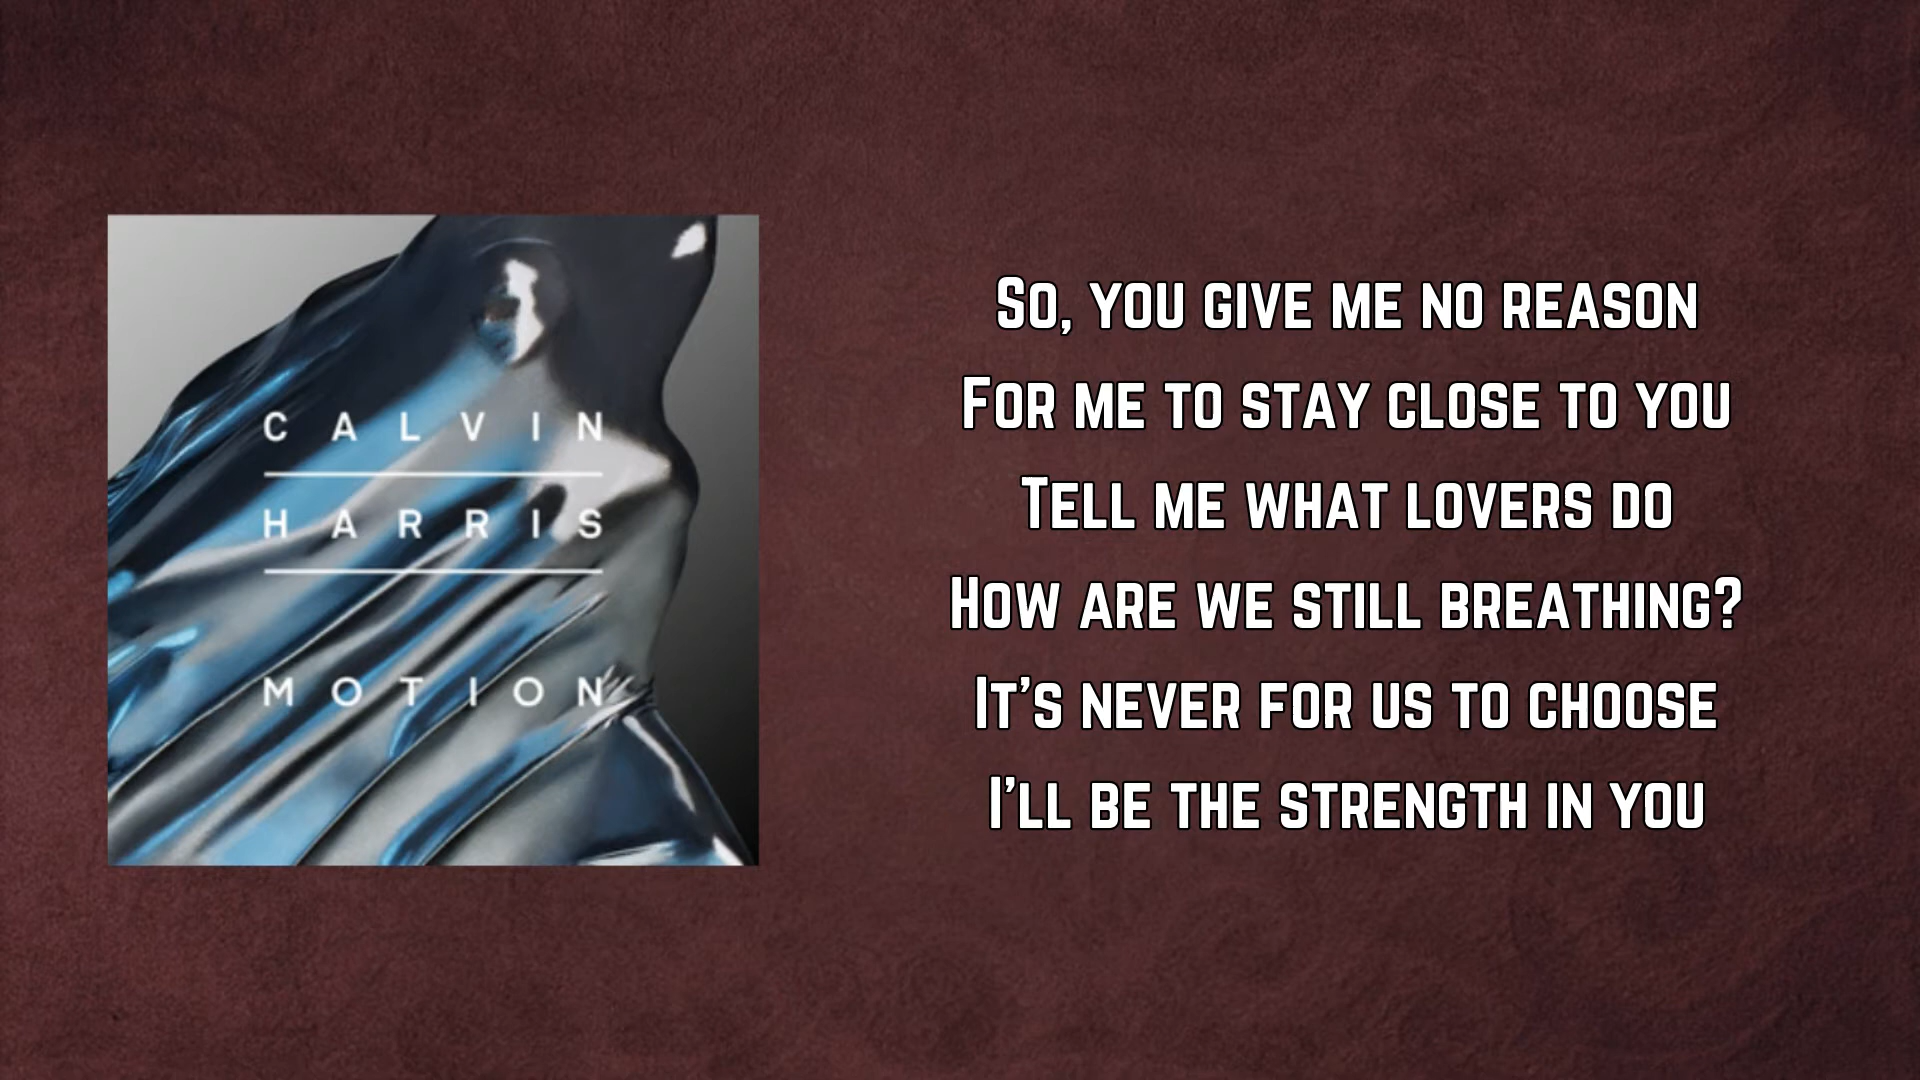 CALVIN
HARRIS
MOTION
So, you give me no reason
For me to stay close to you
Tell me what lovers do
How are we still breathing?
It's never for us to choose
I'll be the strength in you